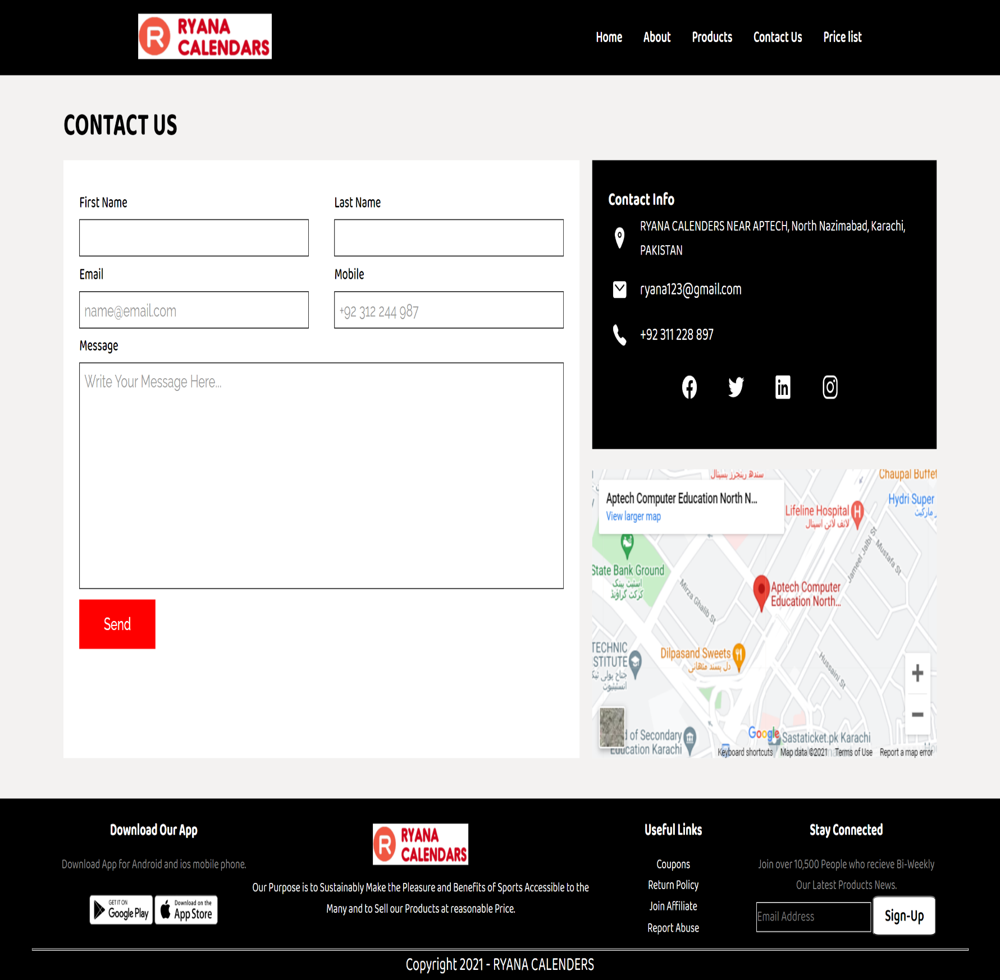 RYANA
CALENDARS
Home About Products Contact Us Price list
CONTACT US
First Name
Last Name
Email
Mobile
name@email.com
+92 312 244 987
Message
Write Your Message Here...
Send
Contact Info
RYANA CALENDERS NEAR APTECH, North Nazimabad, Karachi,
PAKISTAN
ryana123@gmail.com
+92 311 228 897
سندھ رینجرز ہسپتال
Chaupal Buffet
Aptech Computer Education North N...
View larger map
Hydri Super
مارکیٹ
Lifeline Hospital
لائف لائن اسپتال
State Bank Ground
اسٹیٹ بینک
کرکٹ گراؤنڈ
Jameel Jalbi St
Mustafa St
Mirza Ghalib St
Aptech Computer
Education North...
TECHNIC
STITUTE
جناح پولی ٹیک
انسٹیٹیوٹ
Dilpasand Sweets
دل پسند مٹھائی
Hussaini St
d of Secondary
Education Karachi
Google
Sastaticket.pk Karachi
Keyboard shortcuts Map data ©2021 Terms of Use Report a map error
Download Our App
Download App for Android and ios mobile phone.
GET IT ON
Google Play
Download on the
App Store
RYANA
CALENDARS
Our Purpose is to Sustainably Make the Pleasure and Benefits of Sports Accessible to the
Many and to Sell our Products at reasonable Price.
Useful Links
Coupons
Return Policy
Join Affiliate
Report Abuse
Stay Connected
Join over 10,500 People who recieve Bi-Weekly
Our Latest Products News.
Email Address
Sign-Up
Copyright 2021 - RYANA CALENDERS